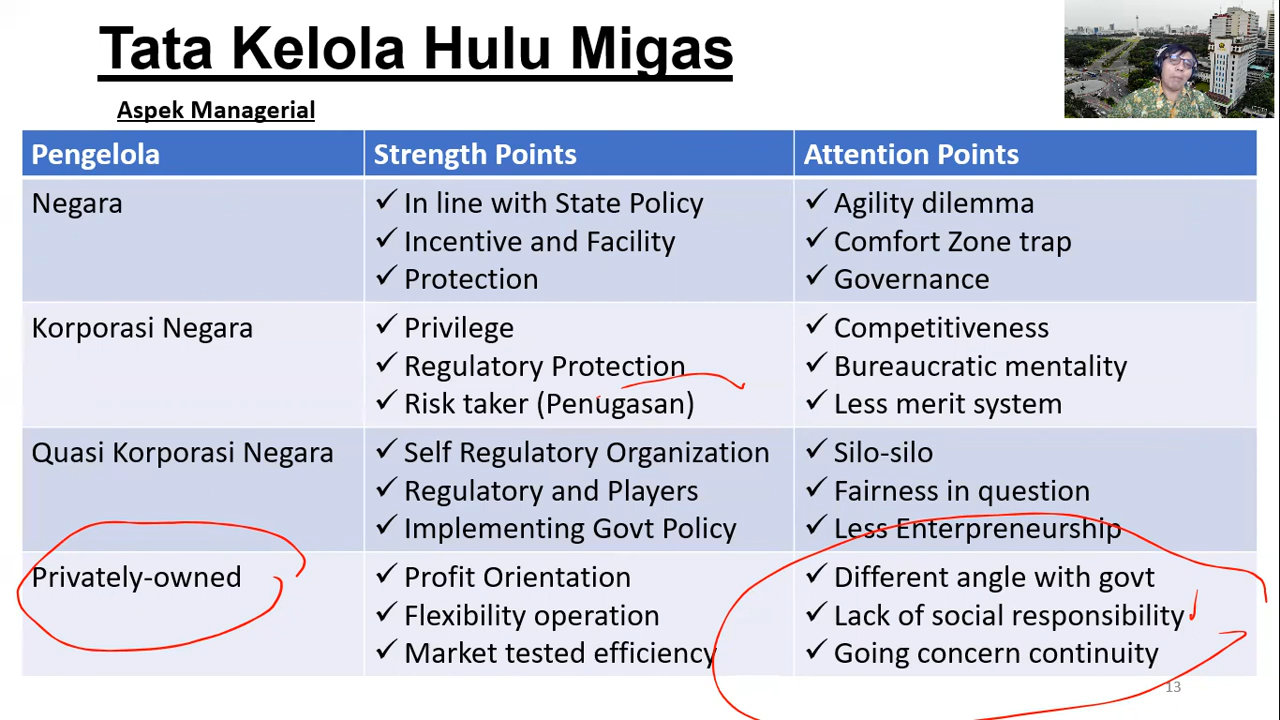 Tata Kelola Hulu Migas
Aspek Managerial
Pengelola Strength Points Attention Points
Negara
✓ In line with State Policy
✓ Incentive and Facility
✓ Protection
✓ Agility dilemma
✓ Comfort Zone trap
✓ Governance
Korporasi Negara
✓ Privilege
✓ Regulatory Protection
✓ Risk taker (Penugasan)
✓ Competitiveness
✓ Bureaucratic mentality
✓ Less merit system
Quasi Korporasi Negara
✓ Self Regulatory Organization
✓ Regulatory and Players
✓ Implementing Govt Policy
✓ Silo-silo
✓ Fairness in question
✓ Less Enterpreneurship
Privately-owned
✓ Profit Orientation
✓ Flexibility operation
✓ Market tested efficiency
✓ Different angle with govt
✓ Lack of social responsibility
✓ Going concern continuity
13